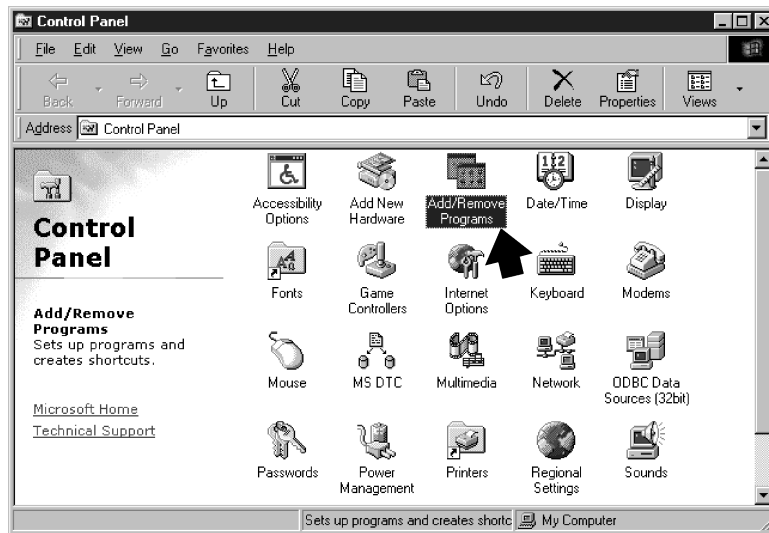 Control Panel
File Edit View Go Favorites Help
Back Forward Up Cut Copy Paste Undo Delete Properties Views
Address Control Panel
Control
Panel
Add/Remove
Programs
Sets up programs and
creates shortcuts.
Microsoft Home
Technical Support
Accessibility
Options
Add New
Hardware
Add/Remove
Programs
Date/Time
Display
Fonts
Game
Controllers
Internet
Options
Keyboard
Modems
Mouse
MS DTC
Multimedia
Network
ODBC Data
Sources (32bit)
Passwords
Power
Management
Printers
Regional
Settings
Sounds
Sets up programs and creates shortc My Computer